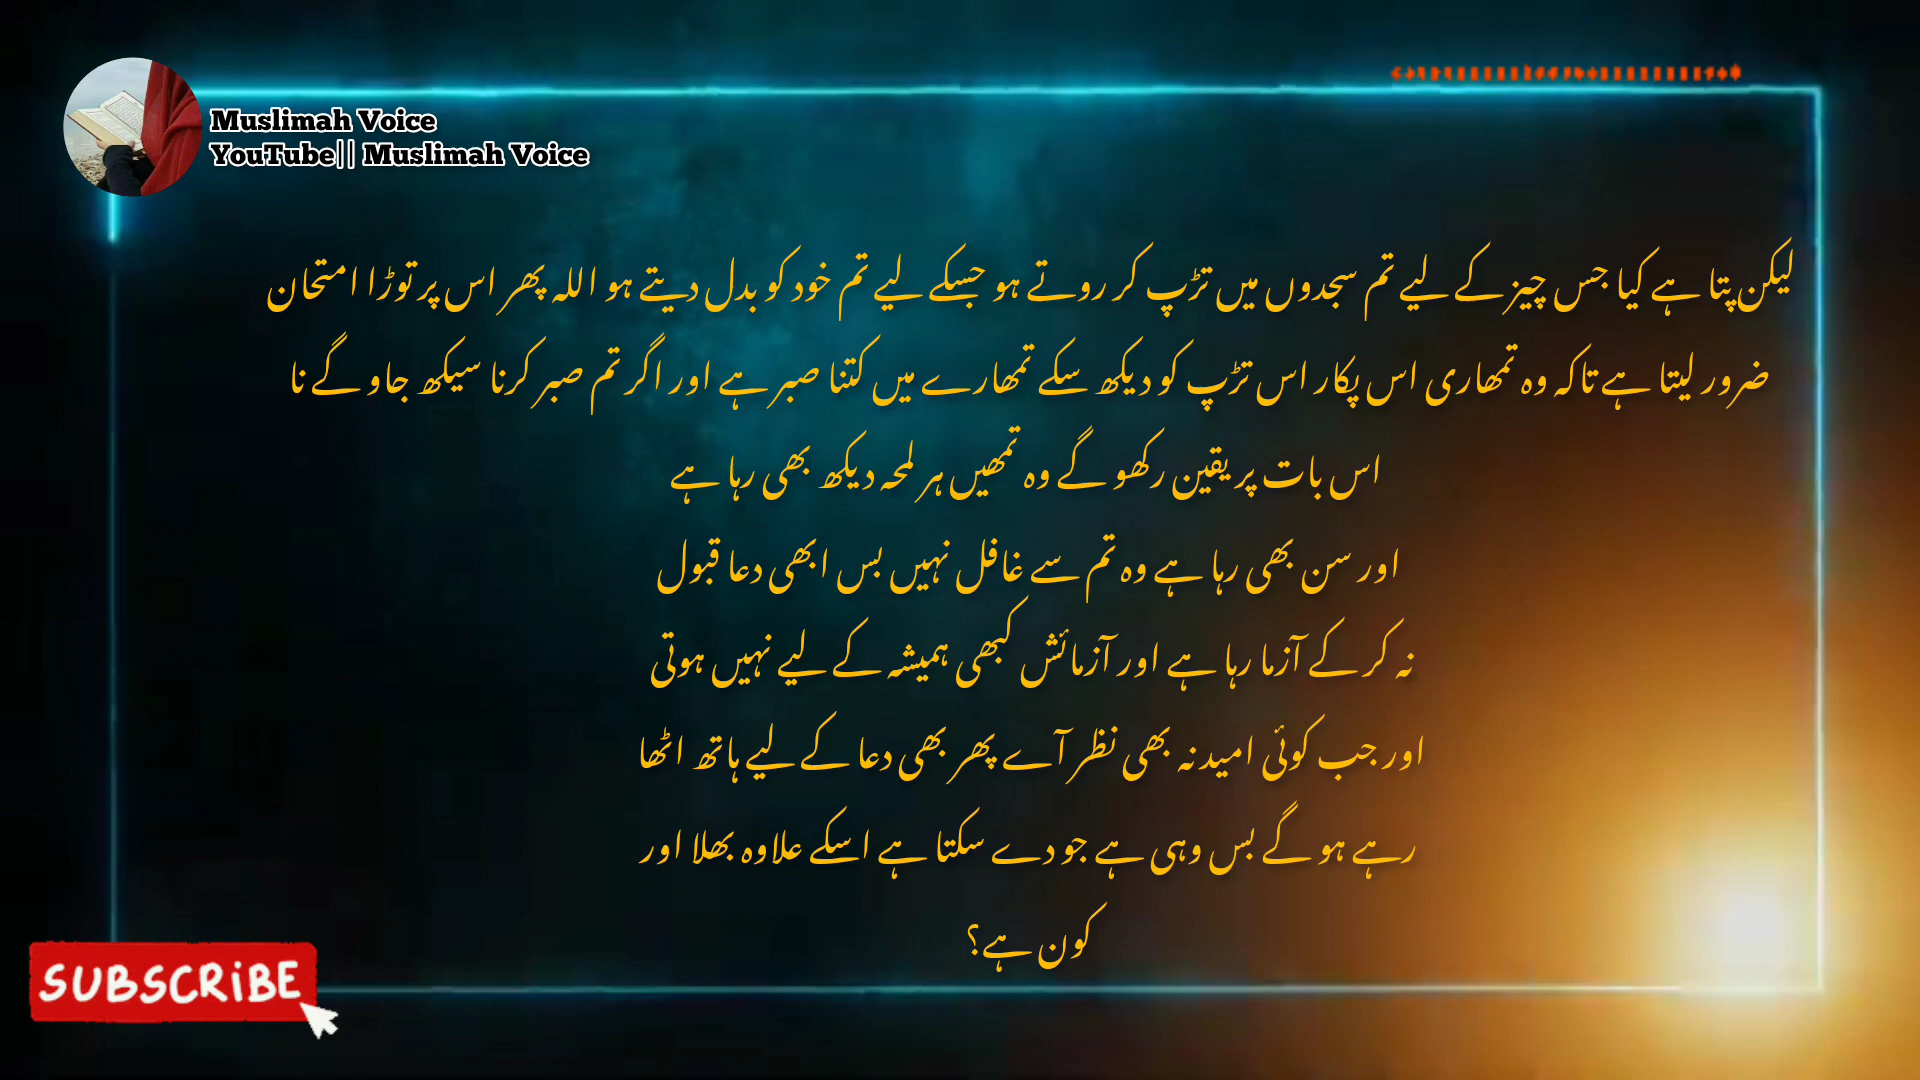 Muslimah Voice
YouTube|| Muslimah Voice
لیکن پتا ہے کیا جس چیز کے لیے تم سجدوں میں تڑپ کر روتے ہو جسکے لیے تم خود کو بدل دیتے ہو اللہ پھر اس پر توڑا امتحان
ضرور لیتا ہے تاکہ وہ تمھاری اس پکار اس تڑپ کو دیکھ سکے تمھارے میں کتنا صبر ہے اور اگر تم صبر کرنا سیکھ جاو گے نا
اس بات پر یقین رکھو گے وہ تمھیں ہر لمحہ دیکھ بھی رہا ہے
اور سن بھی رہا ہے وہ تم سے غافل نہیں بس ابھی دعا قبول
نہ کر کے آزما رہا ہے اور آزمائش کبھی ہمیشہ کے لیے نہیں ہوتی
اور جب کوئی امید نہ بھی نظر آے پھر بھی دعا کے لیے ہاتھ اٹھا
رہے ہو گے بس وہی ہے جو دے سکتا ہے اسکے علاوہ بھلا اور
کون ہے؟
SUBSCRiBE